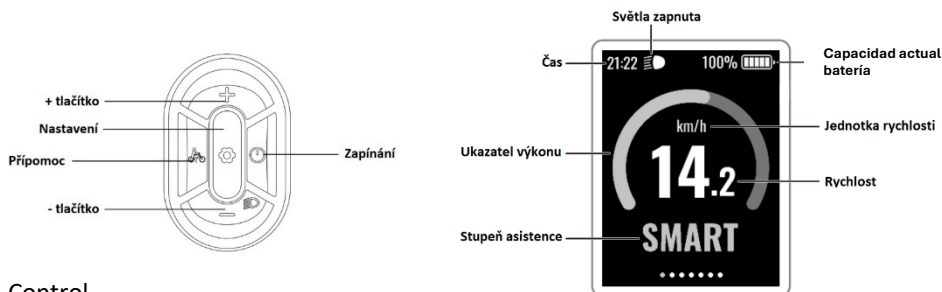 + tlačítko
Nastavení
Přípomoc
- tlačítko
Zapínání
Světla zapnuta
Čas
21:22
100%
Capacidad actual
batería
km/h
Jednotka rychlosti
Ukazatel výkonu
14.2
Rychlost
Stupeň asistence
SMART
Control